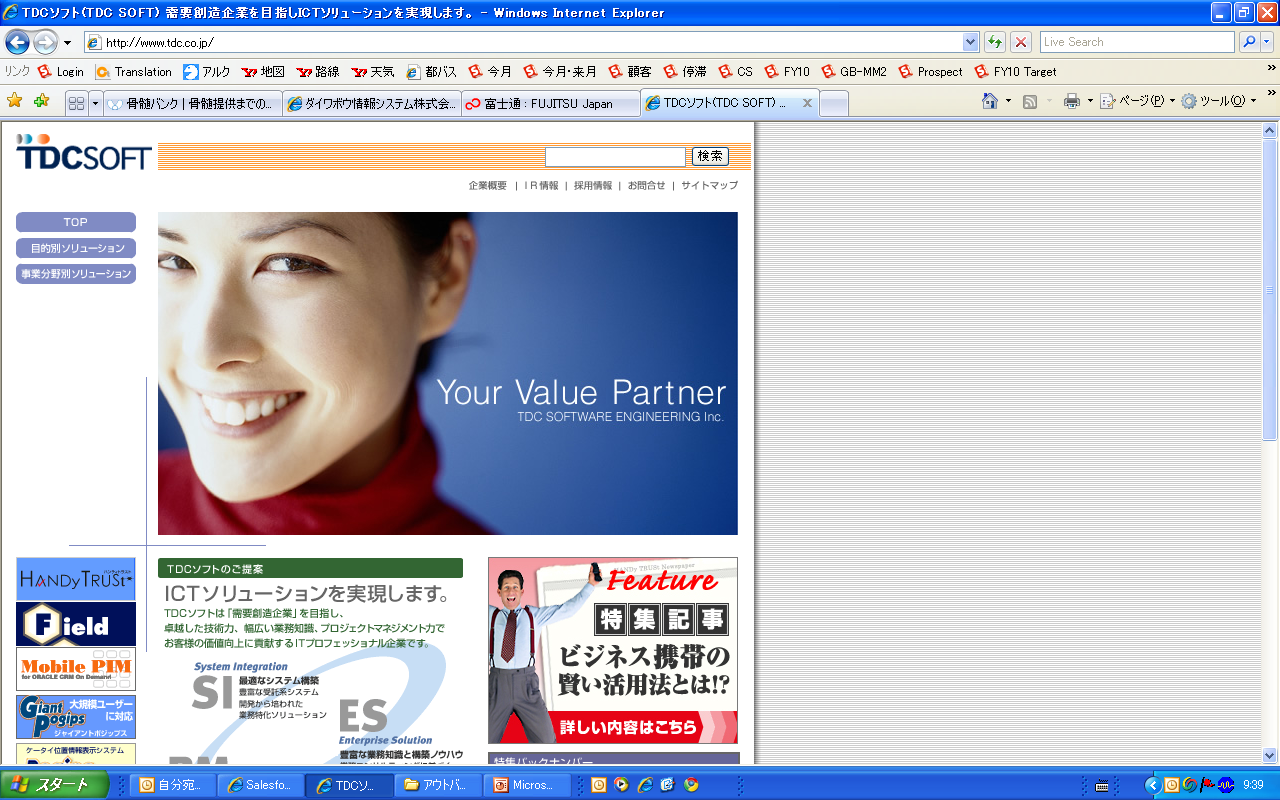 TDCソフト(TDC SOFT) 需要創造企業を目指しICTソリューションを実現します。 - Windows Internet Explorer
http://www.tdc.co.jp/
Live Search
リンク Login Translation アルク 地図 路線 天気 都バス 今月 今月・来月 顧客 停滞 CS FY10 GB-MM2 Prospect FY10 Target
骨髄バンク | 骨髄提供までの... ダイワボウ情報システム株式会... 富士通 : FUJITSU Japan TDCソフト(TDC SOFT) ... ページ(P) ツール(O)
TDCSOFT
検索
企業概要 | IR情報 | 採用情報 | お問合せ | サイトマップ
TOP
目的別ソリューション
事業分野別ソリューション
Your Value Partner
TDC SOFTWARE ENGINEERING Inc.
HANDy TRUSt
Field
Mobile PIM
for ORACLE CRM On Demand
Giant Pogips 大規模ユーザーに対応
ジャイアントポジップス
ケータイ位置情報表示システム
TDCソフトのご提案
ICTソリューションを実現します。
TDCソフトは「需要創造企業」を目指し、
卓越した技術力、幅広い業務知識、プロジェクトマネジメント力で
お客様の価値向上に貢献するITプロフェッショナル企業です。
System Integration
SI 最適なシステム構築
豊富な受託系システム
開発から培われた
業務特化ソリューション
ES
Enterprise Solution
豊富な業務知識と構築ノウハウ
HANDy TRUSt Newspaper
Feature
特集記事
ビジネス携帯の
賢い活用法とは!?
詳しい内容はこちら
特集バックナンバー
スタート 自分宛... Salesfo... TDCソ... アウトバ... Micros... 9:39